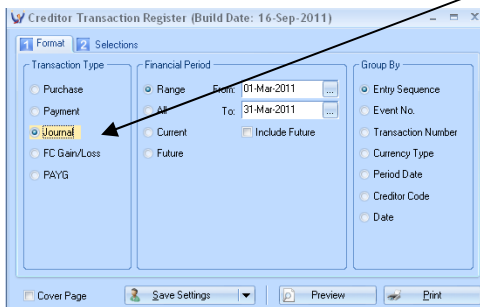 Creditor Transaction Register (Build Date: 16-Sep-2011)
1 Format 2 Selections
Transaction Type
Purchase
Payment
Journal
FC Gain/Loss
PAYG
Financial Period
Range From: 01-Mar-2011 ...
All To: 31-Mar-2011 ...
Current Include Future
Future
Group By
Entry Sequence
Event No.
Transaction Number
Currency Type
Period Date
Creditor Code
Date
Cover Page Save Settings Preview Print